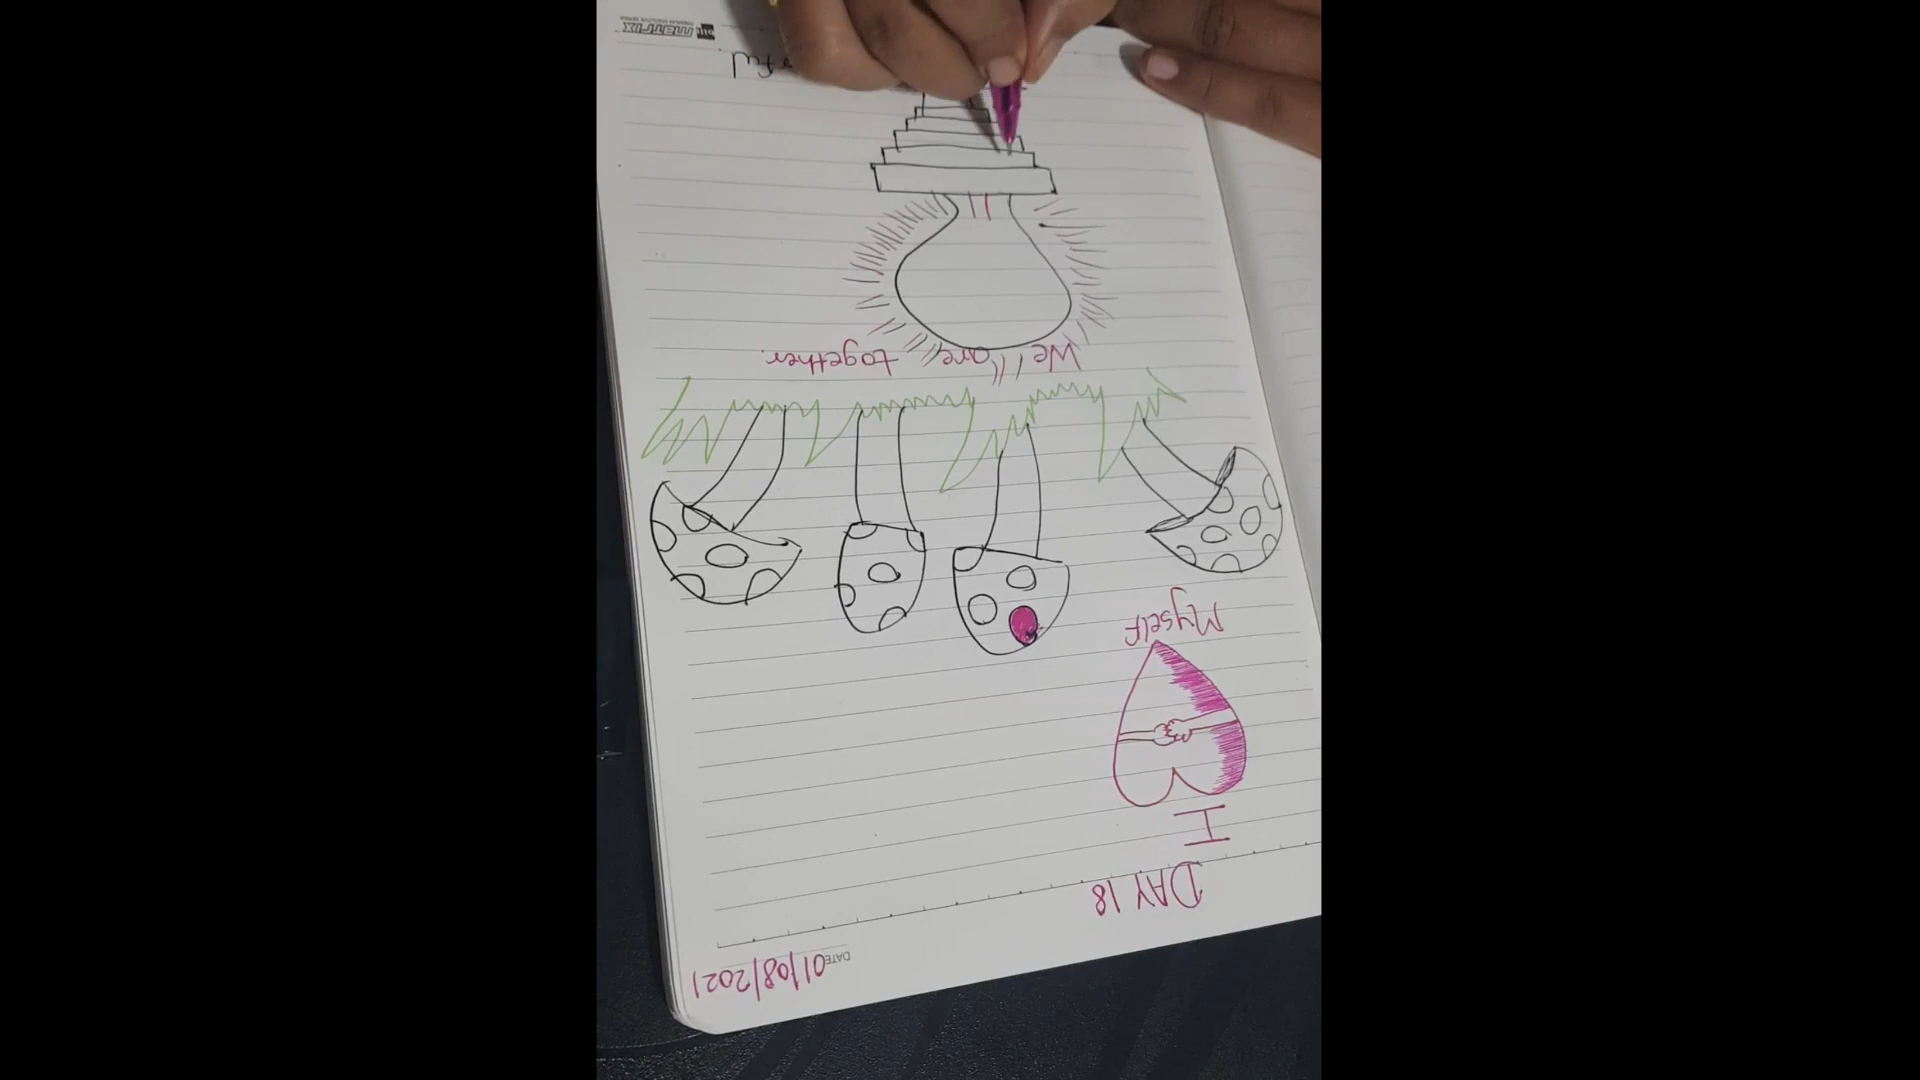 DATE 01/08/2021
DAY 18
I
Myself
We are together.
matrix